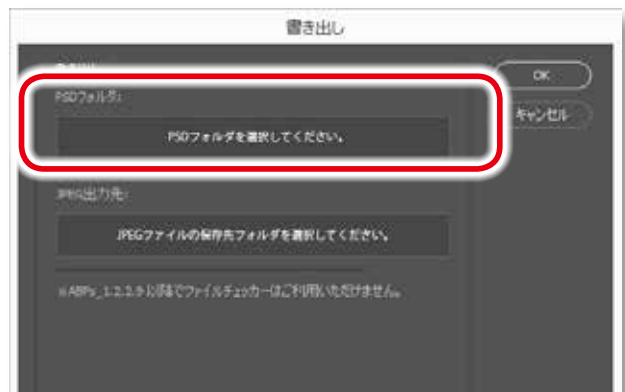 書き出し
OK
PSDフォルダ:
キャンセル
PSDフォルダを選択してください。
JPEG出力先:
JPEGファイルの保存先フォルダを選択してください。
※ABPs_1.2.2.9以降でファイルチェッカーはご利用いただけません。